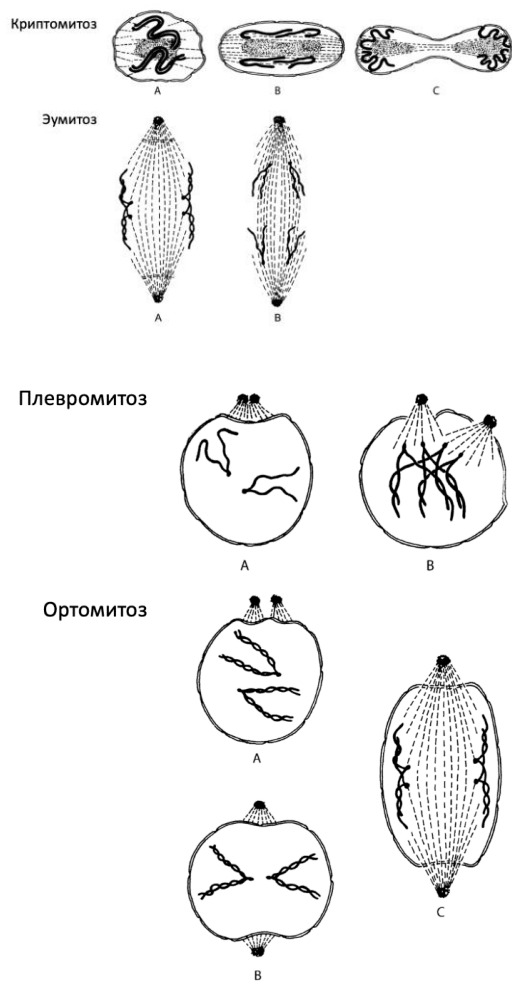 Криптомитоз
A B C
Эумитоз
A B
Плевромитоз
A B
Ортомитоз
A
C
B